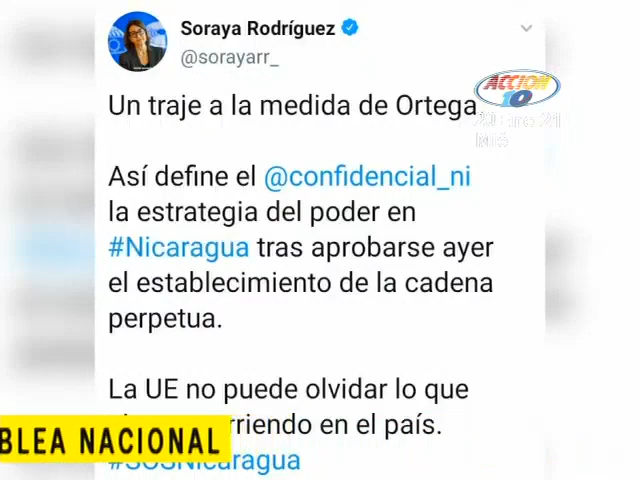 Soraya Rodríguez
@sorayarr_
ACCION
10
Un traje a la medida de Ortega
Así define el @confidencial_ni
la estrategia del poder en
#Nicaragua tras aprobarse ayer
el establecimiento de la cadena
perpetua.
La UE no puede olvidar lo que
en el país.
BLEA NACIONAL
#SOSNicaragua